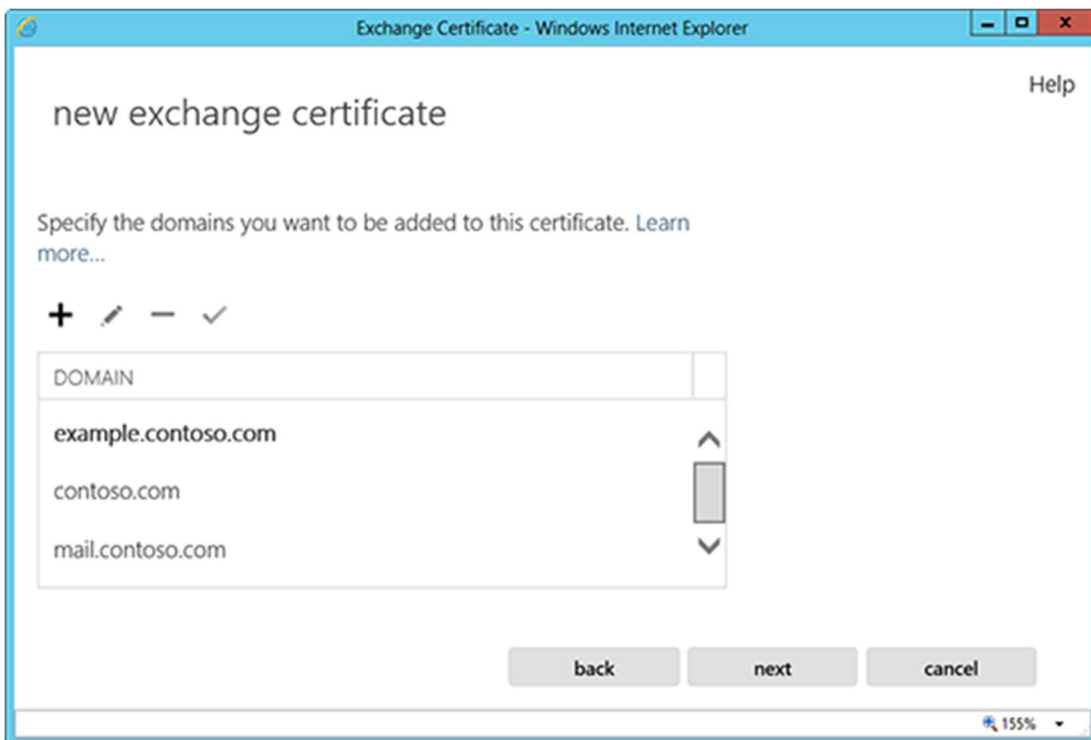 Exchange Certificate - Windows Internet Explorer
Help
new exchange certificate
Specify the domains you want to be added to this certificate. Learn
more...
DOMAIN
example.contoso.com
contoso.com
mail.contoso.com
back next cancel
155%